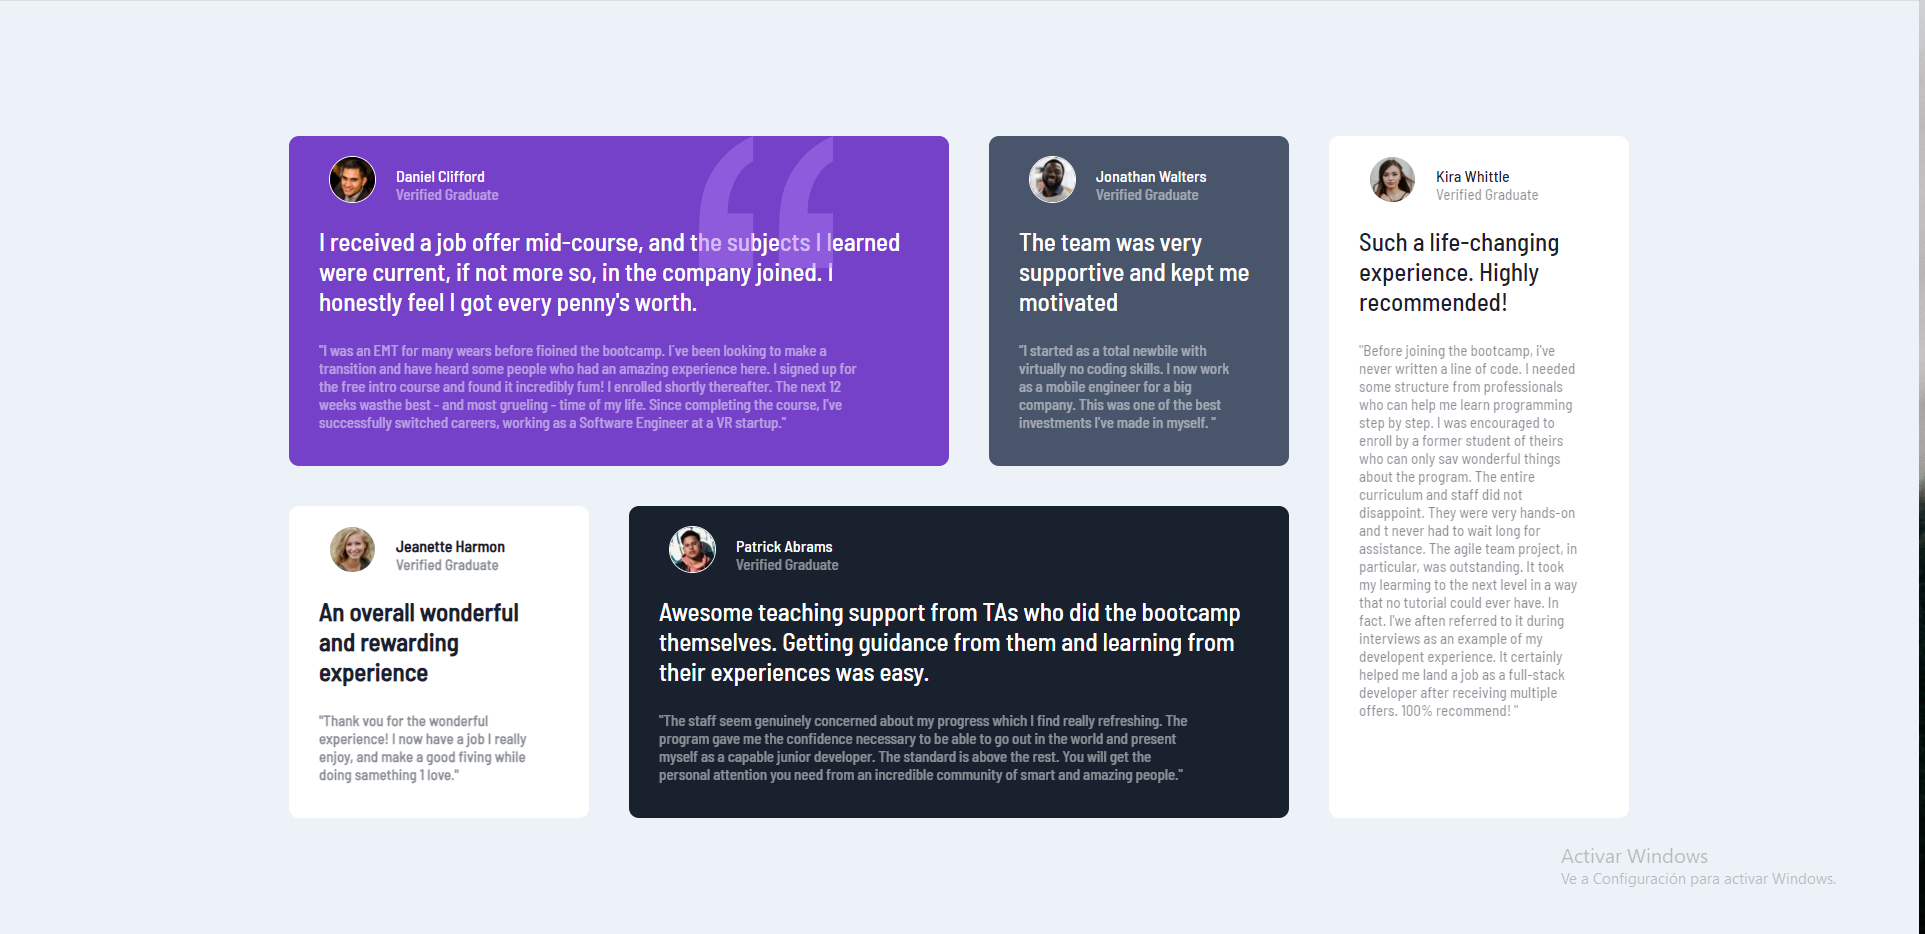 Daniel Clifford
Verified Graduate
I received a job offer mid-course, and the subjects I learned
were current, if not more so, in the company joined. I
honestly feel I got every penny's worth.
"I was an EMT for many wears before fioined the bootcamp. I've been looking to make a
transition and have heard some people who had an amazing experience here. I signed up for
the free intro course and found it incredibly fum! I enrolled shortly thereafter. The next 12
weeks wasthe best - and most grueling - time of my life. Since completing the course, I've
successfully switched careers, working as a Software Engineer at a VR startup."
Jonathan Walters
Verified Graduate
The team was very
supportive and kept me
motivated
"I started as a total newbile with
virtually no coding skills. I now work
as a mobile engineer for a big
company. This was one of the best
investments I've made in myself. "
Kira Whittle
Verified Graduate
Such a life-changing
experience. Highly
recommended!
"Before joining the bootcamp, i've
never written a line of code. I needed
some structure from professionals
who can help me learn programming
step by step. I was encouraged to
enroll by a former student of theirs
who can only sav wonderful things
about the program. The entire
curriculum and staff did not
disappoint. They were very hands-on
and t never had to wait long for
assistance. The agile team project, in
particular, was outstanding. It took
my learming to the next level in a way
that no tutorial could ever have. In
fact. I'we aften referred to it during
interviews as an example of my
developent experience. It certainly
helped me land a job as a full-stack
developer after receiving multiple
offers. 100% recommend! "
Jeanette Harmon
Verified Graduate
An overall wonderful
and rewarding
experience
"Thank vou for the wonderful
experience! I now have a job I really
enjoy, and make a good fiving while
doing samething 1 love."
Patrick Abrams
Verified Graduate
Awesome teaching support from TAs who did the bootcamp
themselves. Getting guidance from them and learning from
their experiences was easy.
"The staff seem genuinely concerned about my progress which I find really refreshing. The
program gave me the confidence necessary to be able to go out in the world and present
myself as a capable junior developer. The standard is above the rest. You will get the
personal attention you need from an incredible community of smart and amazing people."
Activar Windows
Ve a Configuración para activar Windows.